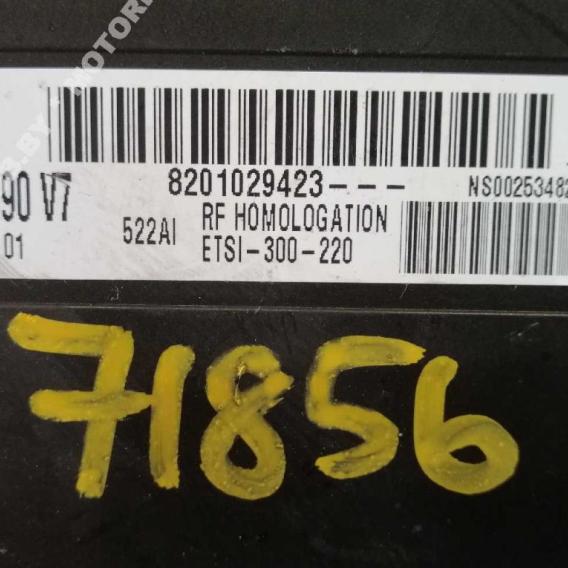 8201029423---
90 V7
NS00253482
01
522AI
RF HOMOLOGATION
ETSI-300-220
71856